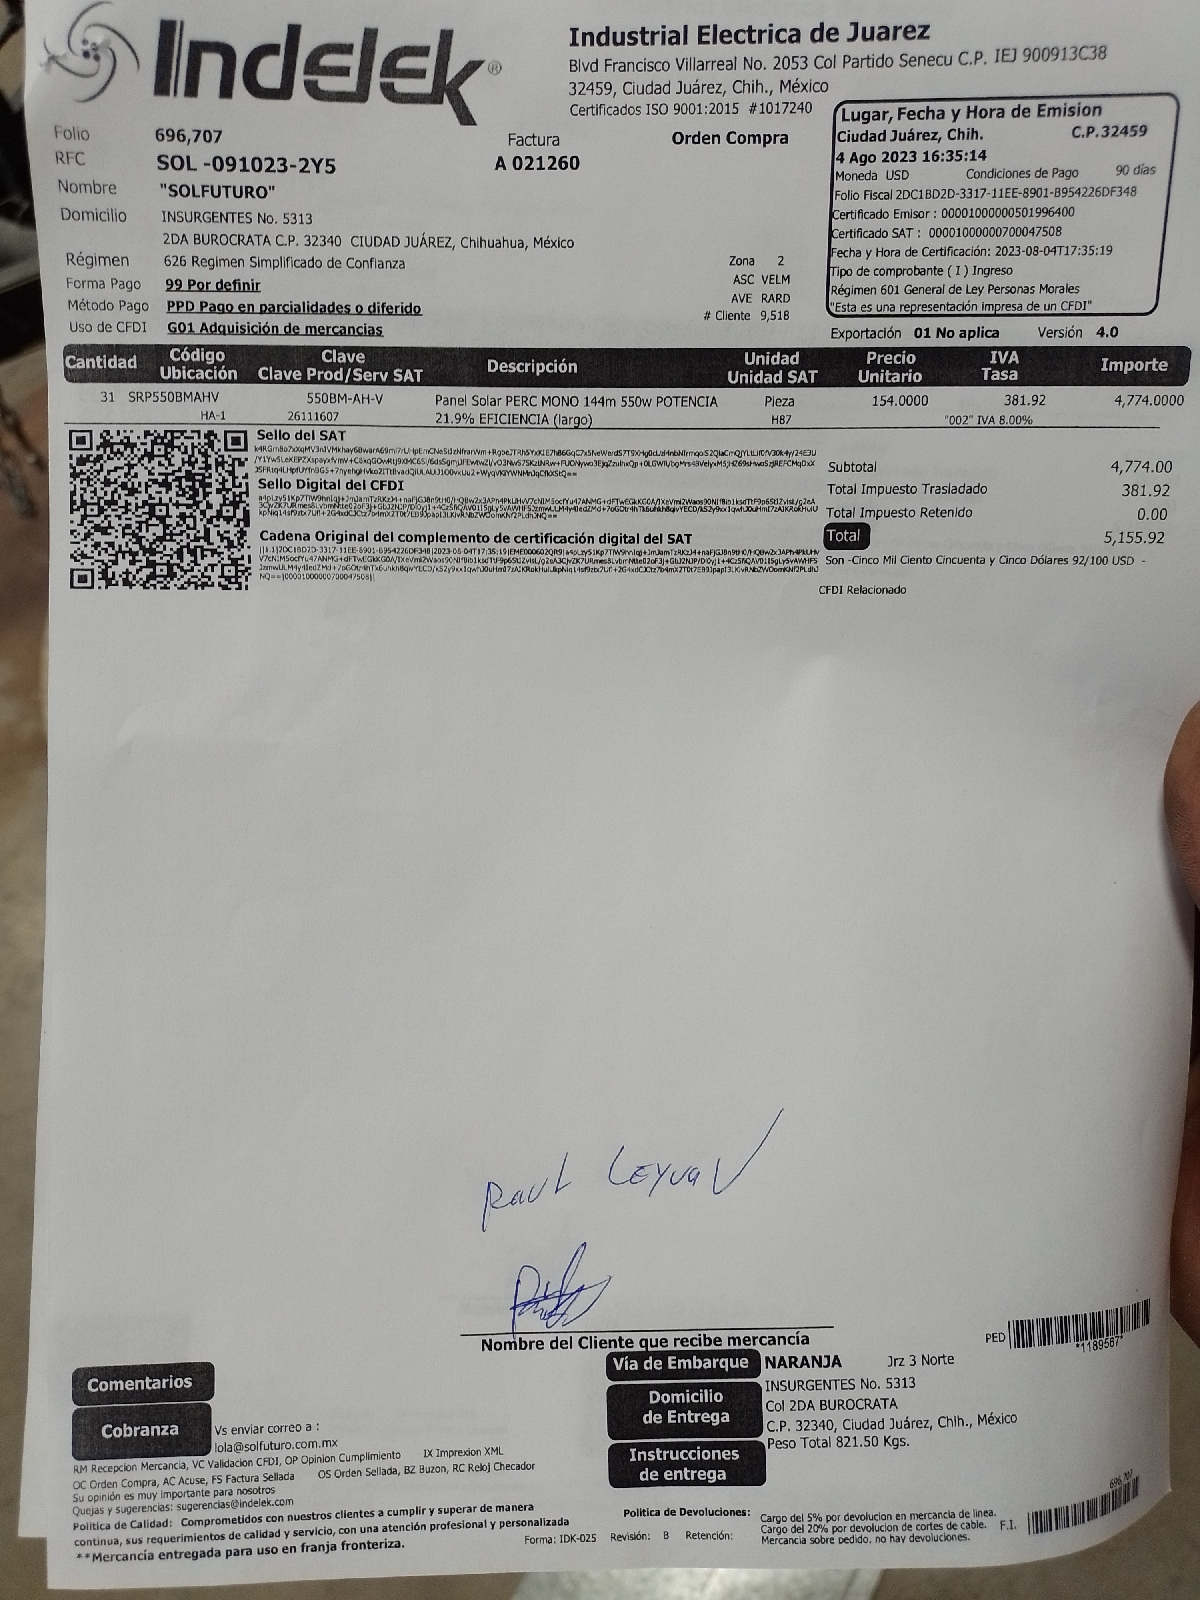 Indelek®
Industrial Electrica de Juarez
Blvd Francisco Villarreal No. 2053 Col Partido Senecu C.P. IEJ 900913C38
32459, Ciudad Juárez, Chih., México
Certificados ISO 9001:2015 #1017240
Folio 696,707
RFC SOL -091023-2Y5
Nombre "SOLFUTURO"
Domicilio INSURGENTES No. 5313
2DA BUROCRATA C.P. 32340 CIUDAD JUÁREZ, Chihuahua, México
Régimen 626 Regimen Simplificado de Confianza
Forma Pago 99 Por definir
Método Pago PPD Pago en parcialidades o diferido
Uso de CFDI G01 Adquisición de mercancias
Factura
A 021260
Orden Compra
Zona 2
ASC VELM
AVE RARD
# Cliente 9,518
Lugar, Fecha y Hora de Emision
Ciudad Juárez, Chih. C.P.32459
4 Ago 2023 16:35:14
Moneda USD Condiciones de Pago 90 días
Folio Fiscal 2DC1BD2D-3317-11EE-8901-B954226DF348
Certificado Emisor : 00001000000501996400
Certificado SAT : 00001000000700047508
Fecha y Hora de Certificación: 2023-08-04T17:35:19
Tipo de comprobante ( I ) Ingreso
Régimen 601 General de Ley Personas Morales
"Esta es una representación impresa de un CFDI"
Exportación 01 No aplica Versión 4.0
Cantidad Código Ubicación Clave Clave Prod/Serv SAT Descripción Unidad Unidad SAT Precio Unitario IVA Tasa Importe
31 SRP550BMAHV 550BM-AH-V Panel Solar PERC MONO 144m 550w POTENCIA Pieza 154.0000 381.92 4,774.0000
HA-1 26111607 21.9% EFICIENCIA (largo) H87 "002" IVA 8.00%
Sello del SAT
Sello Digital del CFDI
Cadena Original del complemento de certificación digital del SAT
Subtotal 4,774.00
Total Impuesto Trasladado 381.92
Total Impuesto Retenido 0.00
Total 5,155.92
Son -Cinco Mil Ciento Cincuenta y Cinco Dólares 92/100 USD -
CFDI Relacionado
Raul Leyva V
Nombre del Cliente que recibe mercancía
PED
*1189587*
Vía de Embarque NARANJA Jrz 3 Norte
Domicilio de Entrega INSURGENTES No. 5313
Col 2DA BUROCRATA
C.P. 32340, Ciudad Juárez, Chih., México
Peso Total 821.50 Kgs.
Instrucciones de entrega
Comentarios
Cobranza Vs enviar correo a :
lola@solfuturo.com.mx
RM Recepcion Mercancia, VC Validacion CFDI, OP Opinion Cumplimiento IX Impresion XML
OC Orden Compra, AC Acuse, FS Factura Sellada OS Orden Sellada, BZ Buzon, RC Reloj Checador
Su opinión es muy importante para nosotros
Quejas y sugerencias: sugerencias@indelek.com
Politica de Calidad: Comprometidos con nuestros clientes a cumplir y superar de manera
continua, sus requerimientos de calidad y servicio, con una atención profesional y personalizada
**Mercancía entregada para uso en franja fronteriza.
Forma: IDK-025 Revisión: B Retención:
Politica de Devoluciones: Cargo del 5% por devolucion en mercancia de linea.
Cargo del 20% por devolucion de cortes de cable.
Mercancia sobre pedido, no hay devoluciones.
F.I.
696,707